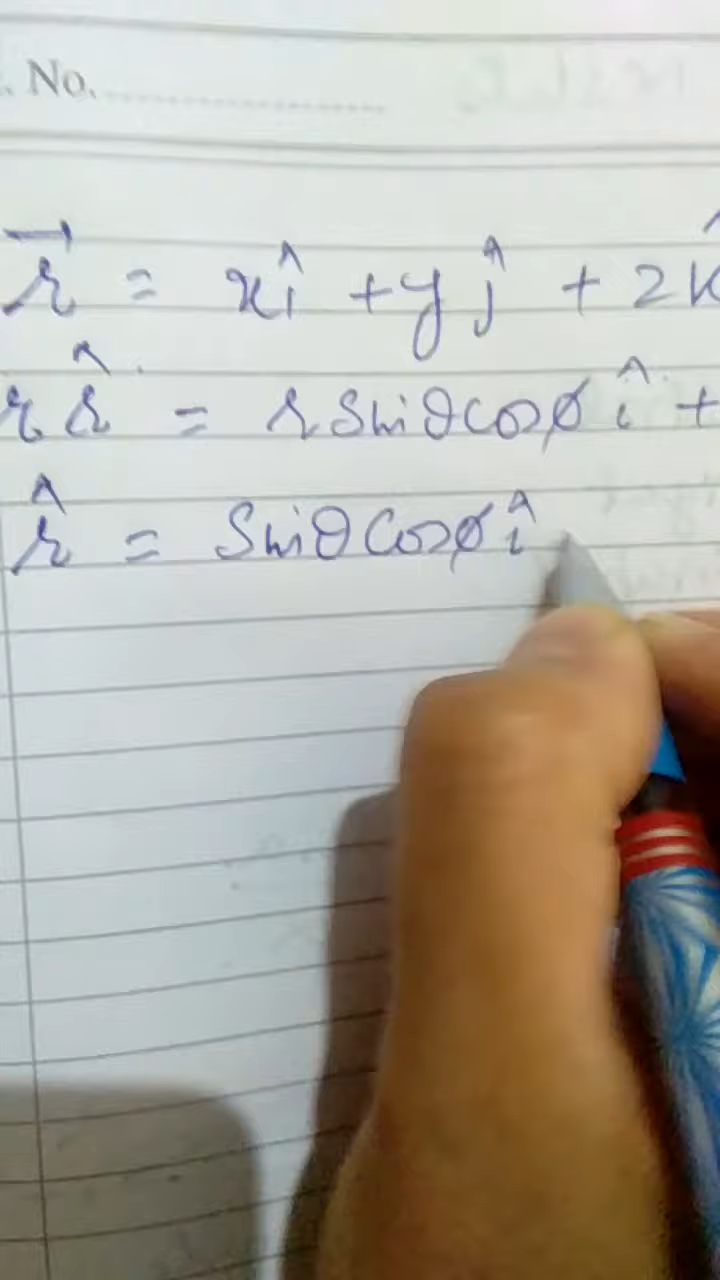 . No. ....................
r⃗ = xî + yĵ + zk̂
r r̂ = r sinθ cosφ î +
r̂ = Sinθ Cosφ î